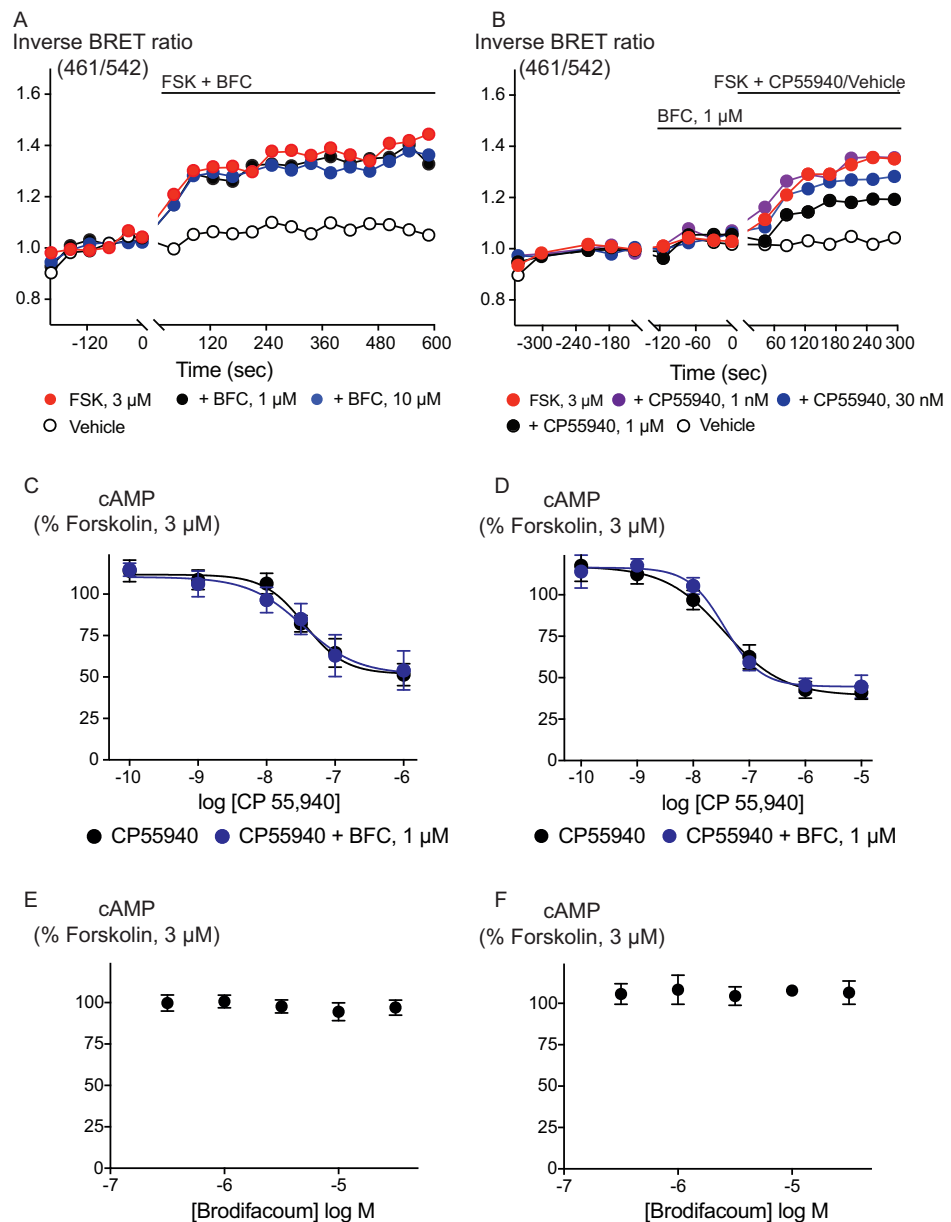 A
Inverse BRET ratio
(461/542)
FSK + BFC
1.6
1.4
1.2
1.0
0.8
-120
0
120
240
360
480
600
Time (sec)
FSK, 3 µM
+ BFC, 1 µM
+ BFC, 10 µM
Vehicle
B
Inverse BRET ratio
(461/542)
FSK + CP55940/Vehicle
BFC, 1 µM
1.6
1.4
1.2
1.0
0.8
-300
-240
-180
-120
-60
0
60
120
180
240
300
Time (sec)
FSK, 3 µM
+ CP55940, 1 nM
+ CP55940, 30 nM
+ CP55940, 1 µM
Vehicle
C
cAMP
(% Forskolin, 3 µM)
100
75
50
25
0
-10
-9
-8
-7
-6
log [CP 55,940]
CP55940
CP55940 + BFC, 1 µM
D
cAMP
(% Forskolin, 3 µM)
100
75
50
25
0
-10
-9
-8
-7
-6
-5
log [CP 55,940]
CP55940
CP55940 + BFC, 1 µM
E
cAMP
(% Forskolin, 3 µM)
100
75
50
25
0
-7
-6
-5
[Brodifacoum] log M
F
cAMP
(% Forskolin, 3 µM)
100
75
50
25
0
-7
-6
-5
[Brodifacoum] log M